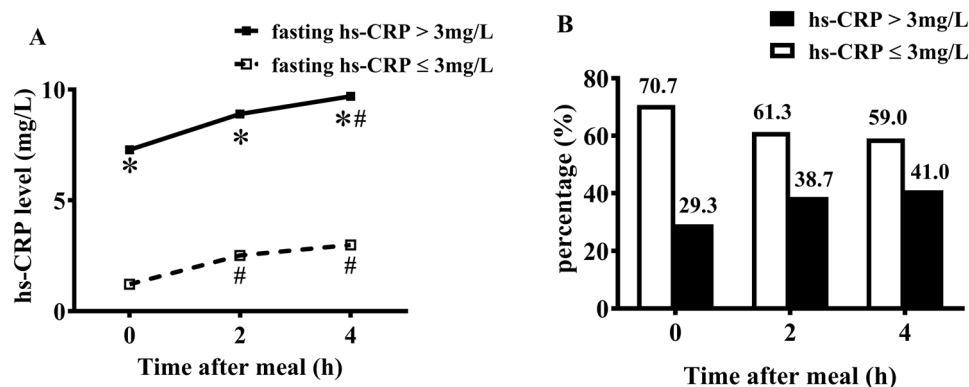 A
fasting hs-CRP > 3mg/L
fasting hs-CRP ≤ 3mg/L
hs-CRP level (mg/L)
10
5
0
*
*
*#
#
#
0 2 4
Time after meal (h)
B
hs-CRP > 3mg/L
hs-CRP ≤ 3mg/L
percentage (%)
80
60
40
20
0
70.7
29.3
61.3
38.7
59.0
41.0
0 2 4
Time after meal (h)